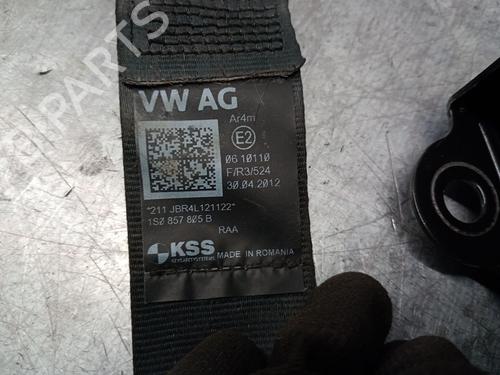 VW AG
Ar4m
E2
06 10110
F/R3/524
30.04.2012
*211 JBR4L121122*
1S0 857 805 B
RAA
KSS
KEYSAFETYSYSTEMS
MADE IN ROMANIA